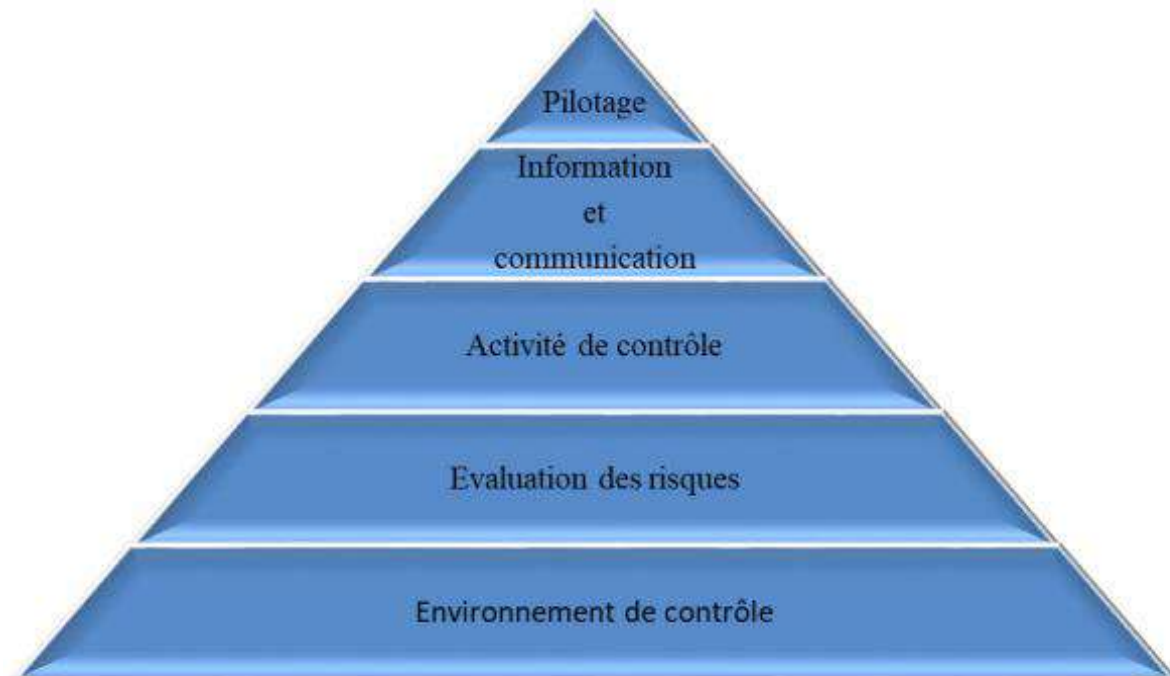 Pilotage
Information
et
communication
Activité de contrôle
Evaluation des risques
Environnement de contrôle